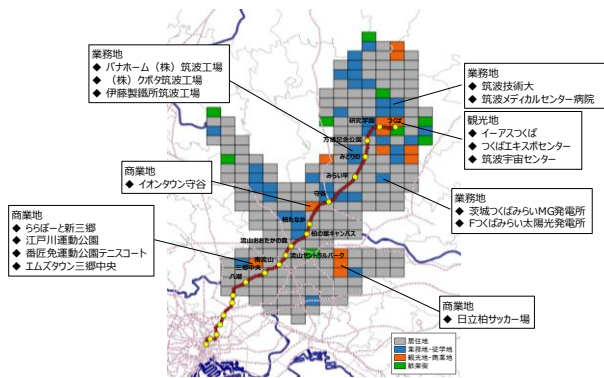 業務地
◆ パナホーム（株）筑波工場
◆ （株）クボタ筑波工場
◆ 伊藤製鐵所筑波工場
業務地
◆ 筑波技術大
◆ 筑波メディカルセンター病院
観光地
◆ イーアスつくば
◆ つくばエキスポセンター
◆ 筑波宇宙センター
業務地
◆ 茨城つくばみらいMG発電所
◆ Fつくばみらい太陽光発電所
商業地
◆ イオンタウン守谷
商業地
◆ ららぽーと新三郷
◆ 江戸川運動公園
◆ 番匠免運動公園テニスコート
◆ エムズタウン三郷中央
商業地
◆ 日立柏サッカー場
つくば
研究学園
万博記念公園
みどりの
みらい平
守谷
柏たなか
柏の葉キャンパス
流山おおたかの森
流山セントラルパーク
南流山
三郷中央
八潮
居住地
業務地・従学地
観光地・商業地
歓楽街